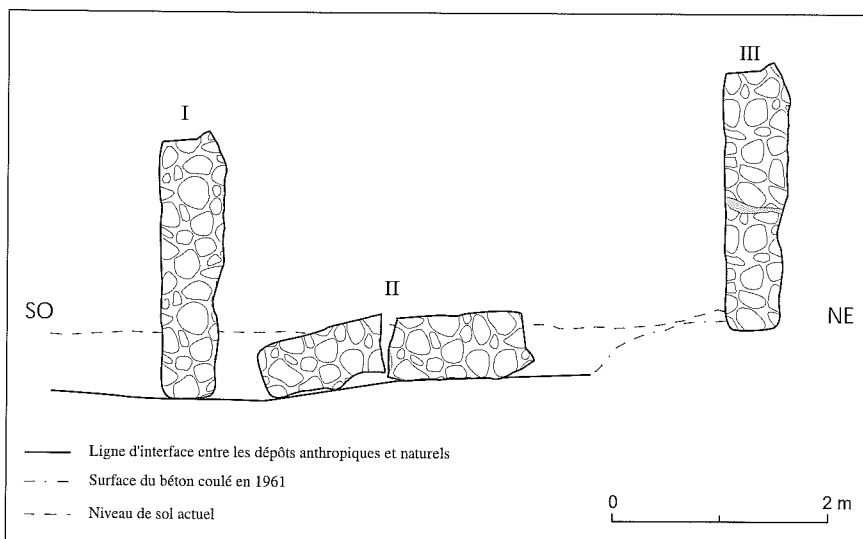 III
I
II
SO
NE
Ligne d'interface entre les dépôts anthropiques et naturels
Surface du béton coulé en 1961
Niveau de sol actuel
0 2 m